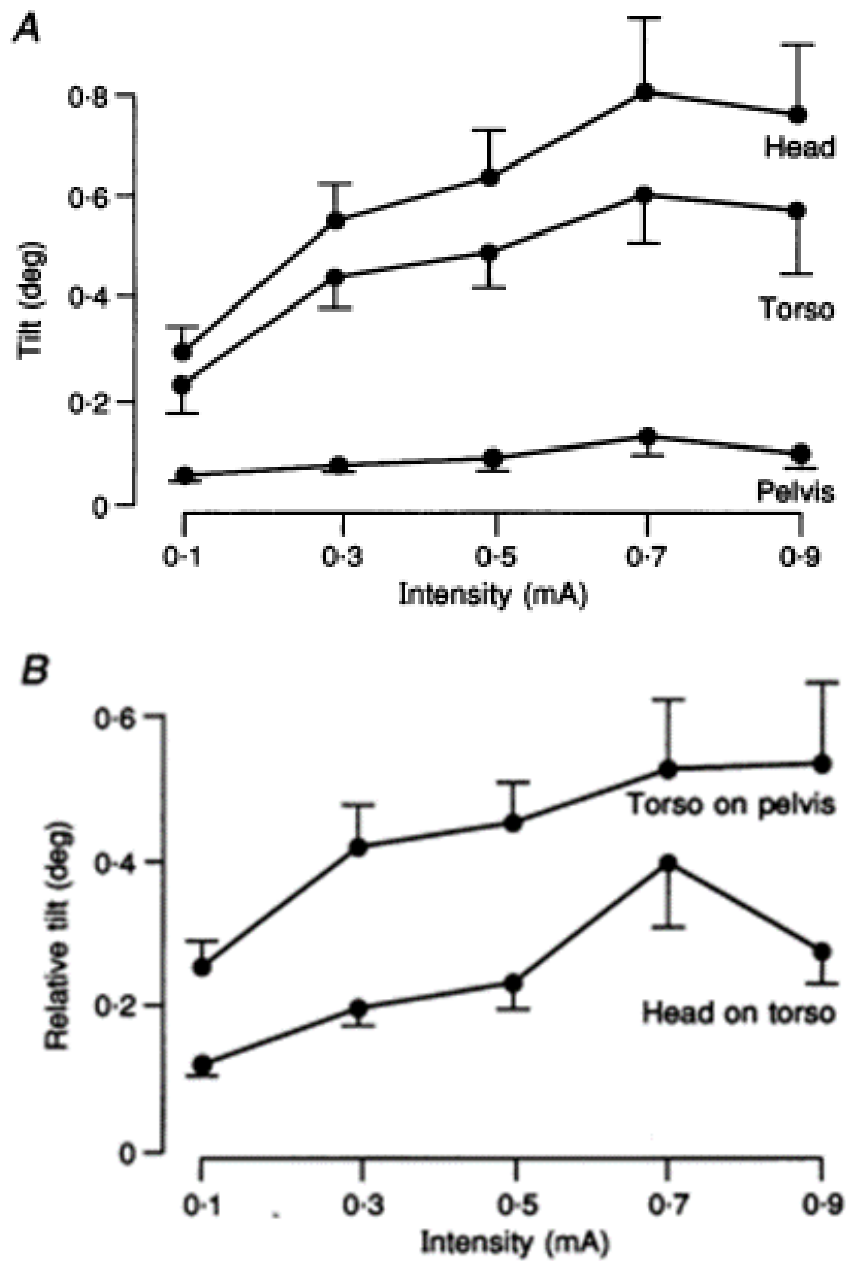 A
0·8
Head
0·6
Tilt (deg)
0·4
Torso
0·2
Pelvis
0
0·1 0·3 0·5 0·7 0·9
Intensity (mA)
B
0·6
Torso on pelvis
0·4
Relative tilt (deg)
0·2
Head on torso
0
0·1 0·3 0·5 0·7 0·9
Intensity (mA)